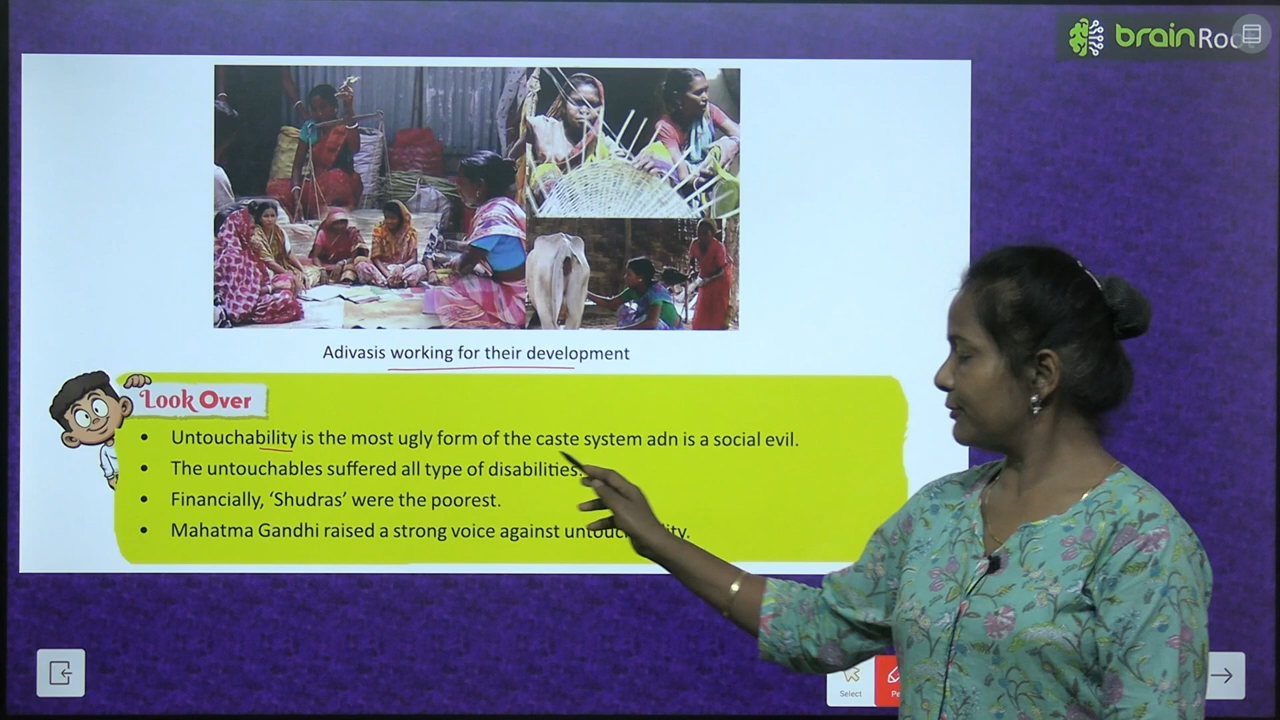 brain
Adivasis working for their development
Look Over
• Untouchability is the most ugly form of the caste system adn is a social evil.
• The untouchables suffered all type of disabilities.
• Financially, ‘Shudras’ were the poorest.
• Mahatma Gandhi raised a strong voice against
Select